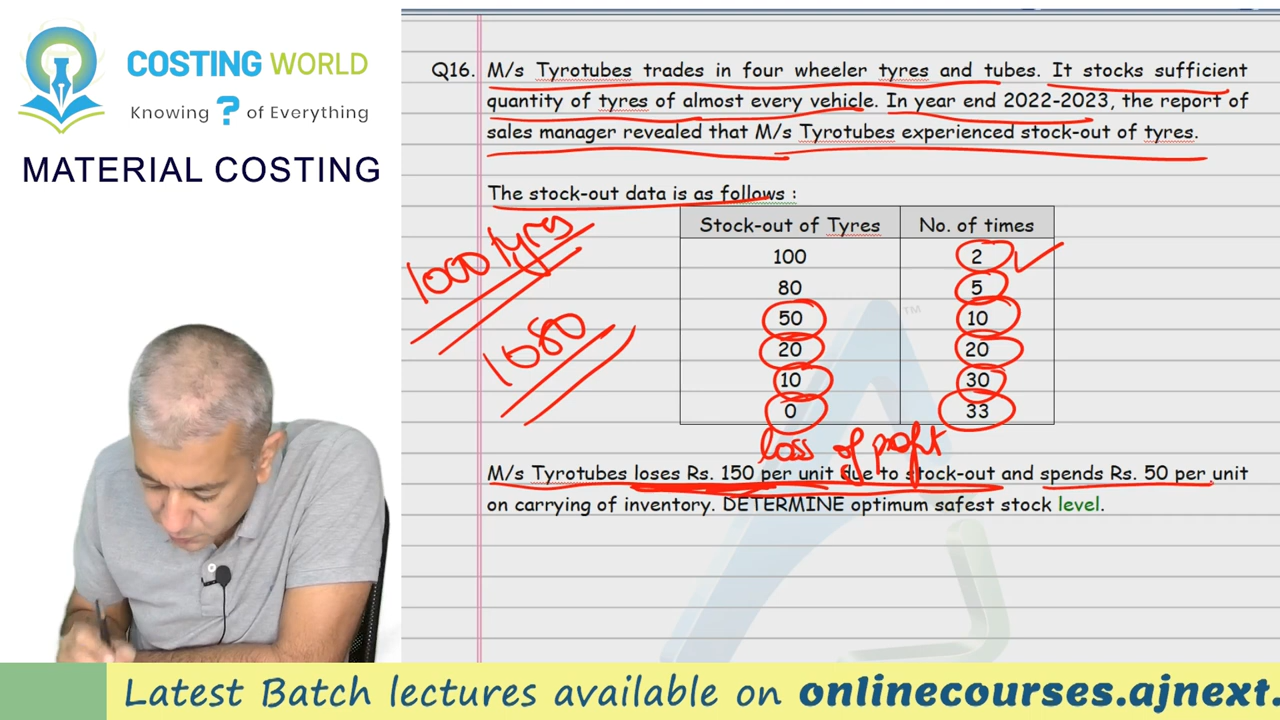 COSTING WORLD
Knowing ? of Everything
MATERIAL COSTING
Q16. M/s Tyrotubes trades in four wheeler tyres and tubes. It stocks sufficient
quantity of tyres of almost every vehicle. In year end 2022-2023, the report of
sales manager revealed that M/s Tyrotubes experienced stock-out of tyres.
The stock-out data is as follows :
Stock-out of Tyres No. of times
100 2
80 5
50 10
20 20
10 30
0 33
1000 tyres
1080
loss of profit
M/s Tyrotubes loses Rs. 150 per unit due to stock-out and spends Rs. 50 per unit
on carrying of inventory. DETERMINE optimum safest stock level.
TM
Latest Batch lectures available on onlinecourses.ajnext.